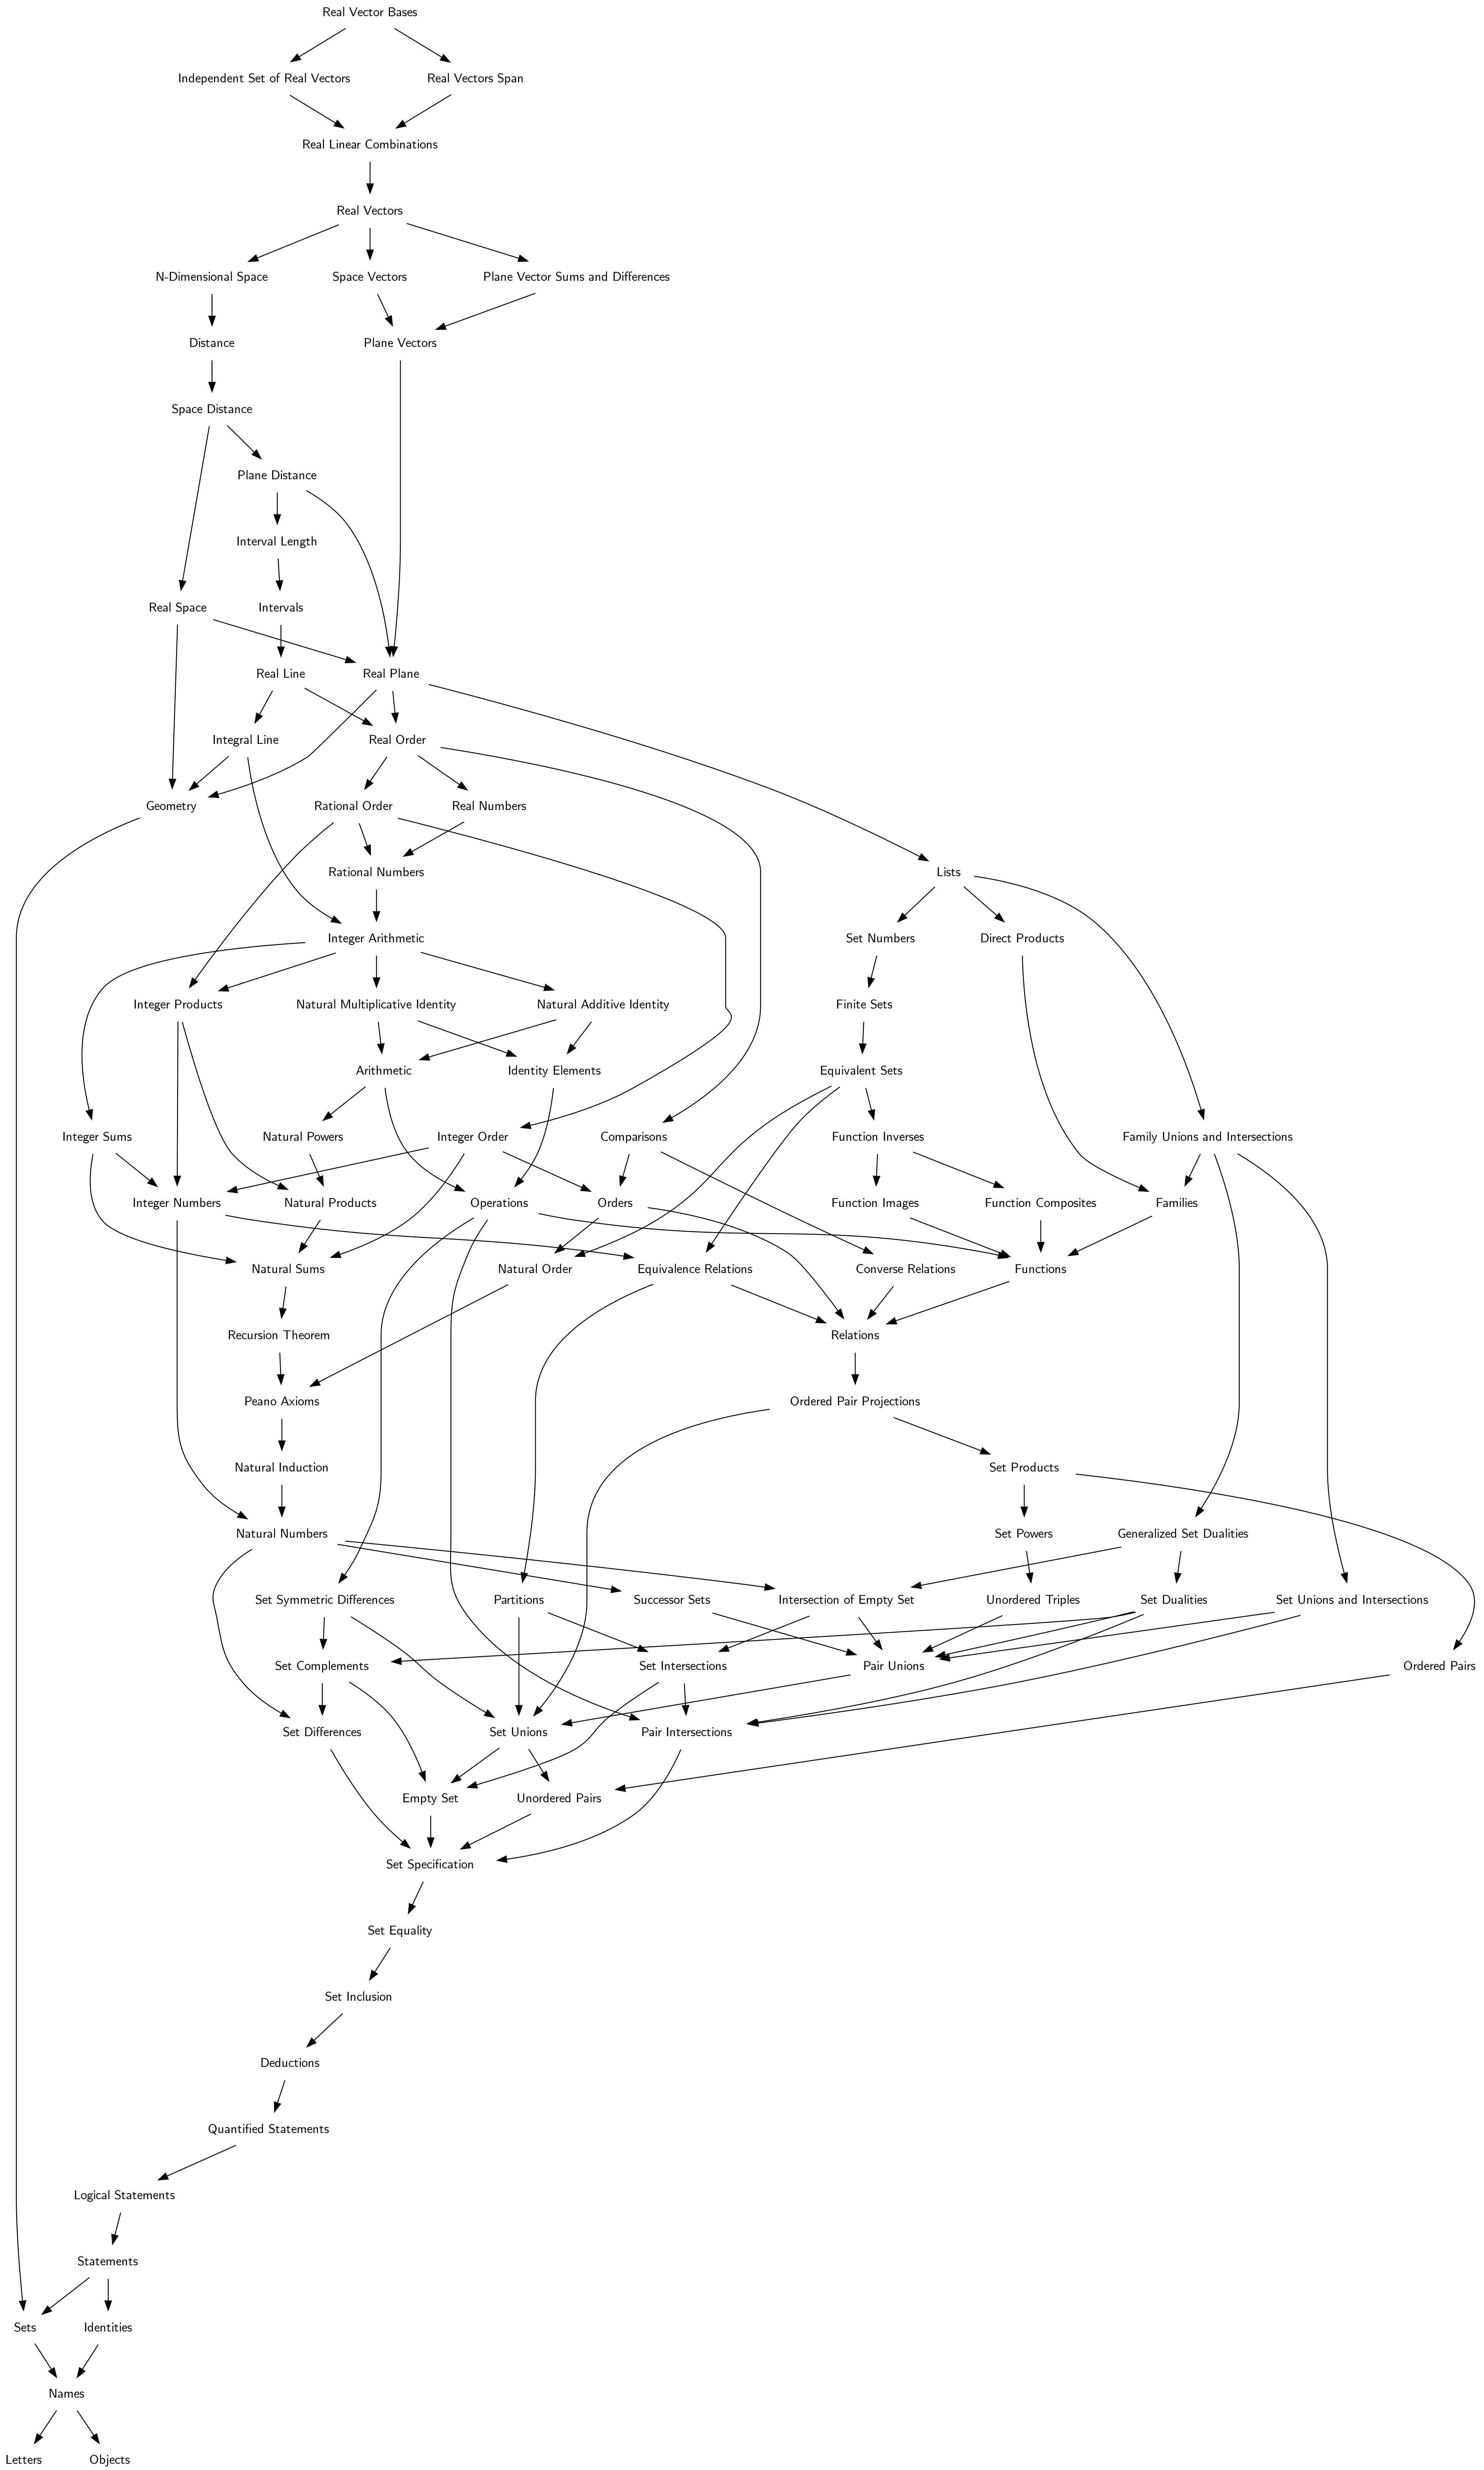 Real Vector Bases
Independent Set of Real Vectors
Real Vectors Span
Real Linear Combinations
Real Vectors
N-Dimensional Space
Space Vectors
Plane Vector Sums and Differences
Distance
Plane Vectors
Space Distance
Plane Distance
Interval Length
Real Space
Intervals
Real Line
Real Plane
Integral Line
Real Order
Geometry
Rational Order
Real Numbers
Rational Numbers
Lists
Integer Arithmetic
Set Numbers
Direct Products
Integer Products
Natural Multiplicative Identity
Natural Additive Identity
Finite Sets
Arithmetic
Identity Elements
Equivalent Sets
Integer Sums
Natural Powers
Integer Order
Comparisons
Function Inverses
Family Unions and Intersections
Integer Numbers
Natural Products
Operations
Orders
Function Images
Function Composites
Families
Natural Sums
Natural Order
Equivalence Relations
Converse Relations
Functions
Recursion Theorem
Relations
Peano Axioms
Ordered Pair Projections
Natural Induction
Set Products
Natural Numbers
Set Powers
Generalized Set Dualities
Set Symmetric Differences
Partitions
Successor Sets
Intersection of Empty Set
Unordered Triples
Set Dualities
Set Unions and Intersections
Set Complements
Set Intersections
Pair Unions
Ordered Pairs
Set Differences
Set Unions
Pair Intersections
Empty Set
Unordered Pairs
Set Specification
Set Equality
Set Inclusion
Deductions
Quantified Statements
Logical Statements
Statements
Sets
Identities
Names
Letters
Objects